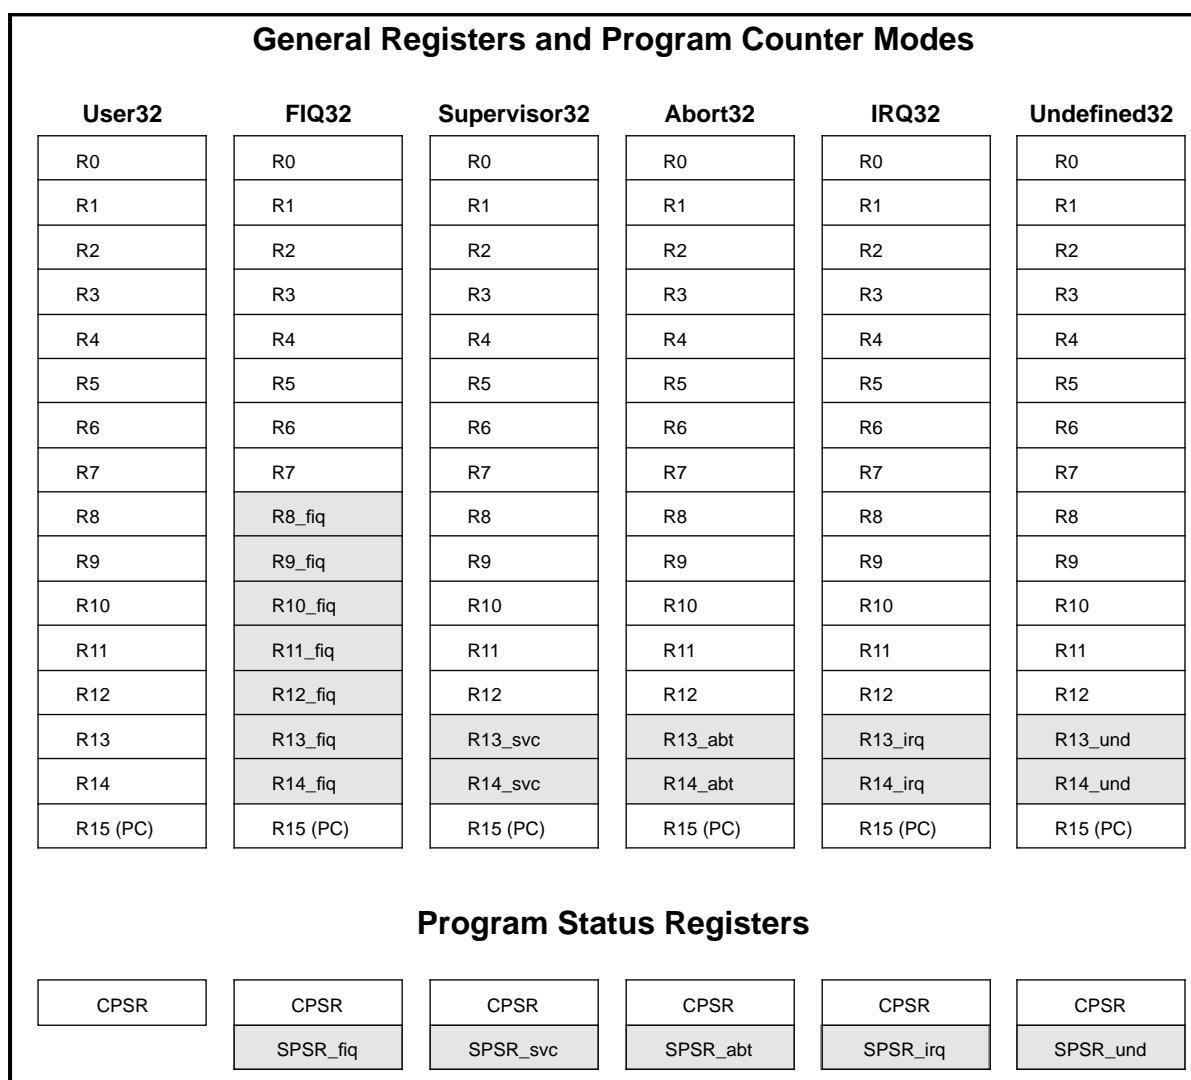 General Registers and Program Counter Modes
User32 FIQ32 Supervisor32 Abort32 IRQ32 Undefined32
R0 R0 R0 R0 R0 R0
R1 R1 R1 R1 R1 R1
R2 R2 R2 R2 R2 R2
R3 R3 R3 R3 R3 R3
R4 R4 R4 R4 R4 R4
R5 R5 R5 R5 R5 R5
R6 R6 R6 R6 R6 R6
R7 R7 R7 R7 R7 R7
R8 R8_fiq R8 R8 R8 R8
R9 R9_fiq R9 R9 R9 R9
R10 R10_fiq R10 R10 R10 R10
R11 R11_fiq R11 R11 R11 R11
R12 R12_fiq R12 R12 R12 R12
R13 R13_fiq R13_svc R13_abt R13_irq R13_und
R14 R14_fiq R14_svc R14_abt R14_irq R14_und
R15 (PC) R15 (PC) R15 (PC) R15 (PC) R15 (PC) R15 (PC)
Program Status Registers
CPSR CPSR CPSR CPSR CPSR CPSR
SPSR_fiq SPSR_svc SPSR_abt SPSR_irq SPSR_und